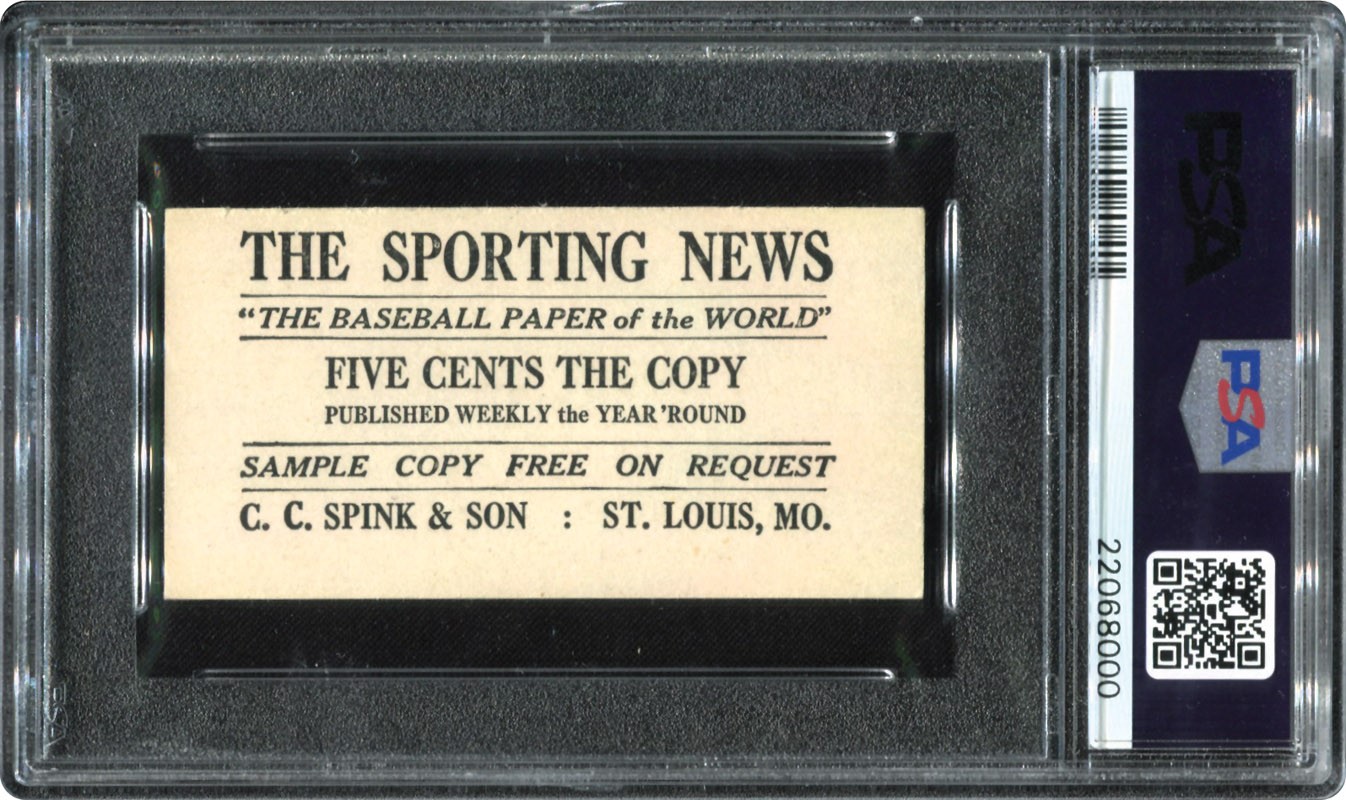 THE SPORTING NEWS
"THE BASEBALL PAPER of the WORLD"
FIVE CENTS THE COPY
PUBLISHED WEEKLY the YEAR 'ROUND
SAMPLE COPY FREE ON REQUEST
C. C. SPINK & SON : ST. LOUIS, MO.
PSA
PSA
22068000